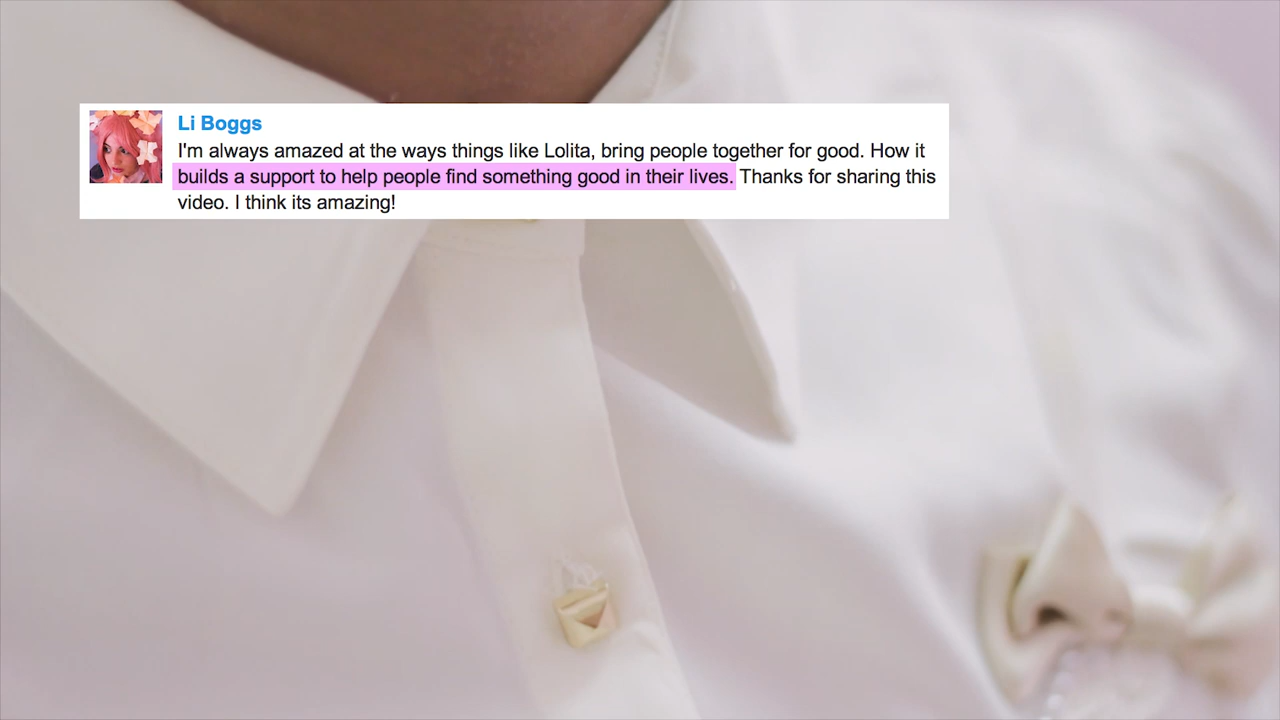 Li Boggs
I'm always amazed at the ways things like Lolita, bring people together for good. How it
builds a support to help people find something good in their lives. Thanks for sharing this
video. I think its amazing!